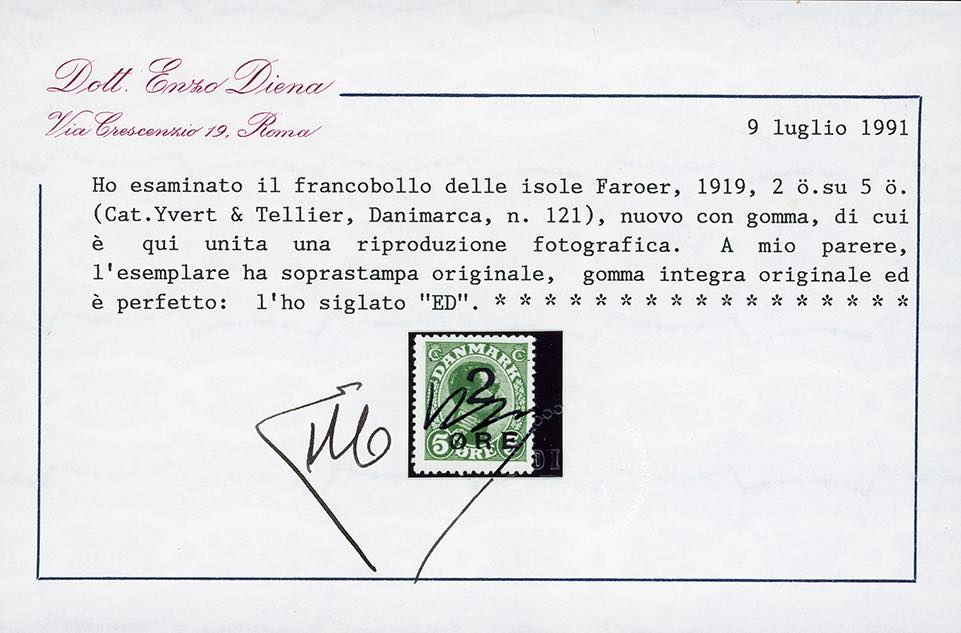 Dott. Enzo Diena
Via Crescenzio 19, Roma
9 luglio 1991
Ho esaminato il francobollo delle isole Faroer, 1919, 2 ö.su 5 ö.
(Cat.Yvert & Tellier, Danimarca, n. 121), nuovo con gomma, di cui
è qui unita una riproduzione fotografica. A mio parere,
l'esemplare ha soprastampa originale, gomma integra originale ed
è perfetto: l'ho siglato "ED". * * * * * * * * * * * * * * * * *
DANMARK
2
ØRE
5 ØRE